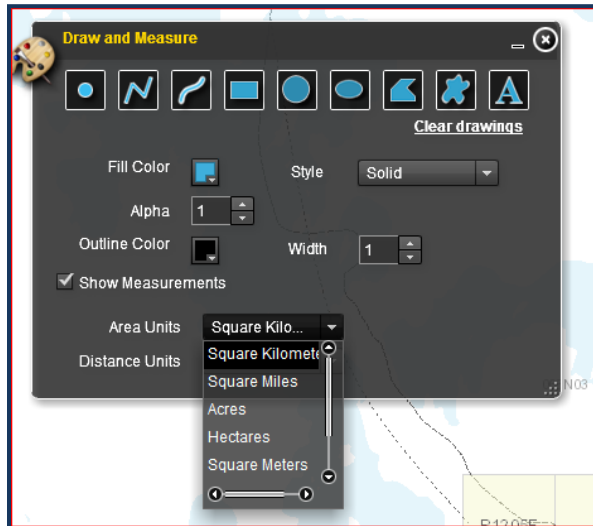 Draw and Measure
A
Clear drawings
Fill Color
Style
Solid
Alpha
1
Outline Color
Width
1
Show Measurements
Area Units
Square Kilo...
Distance Units
Square Kilomete
Square Miles
Acres
Hectares
Square Meters
N03